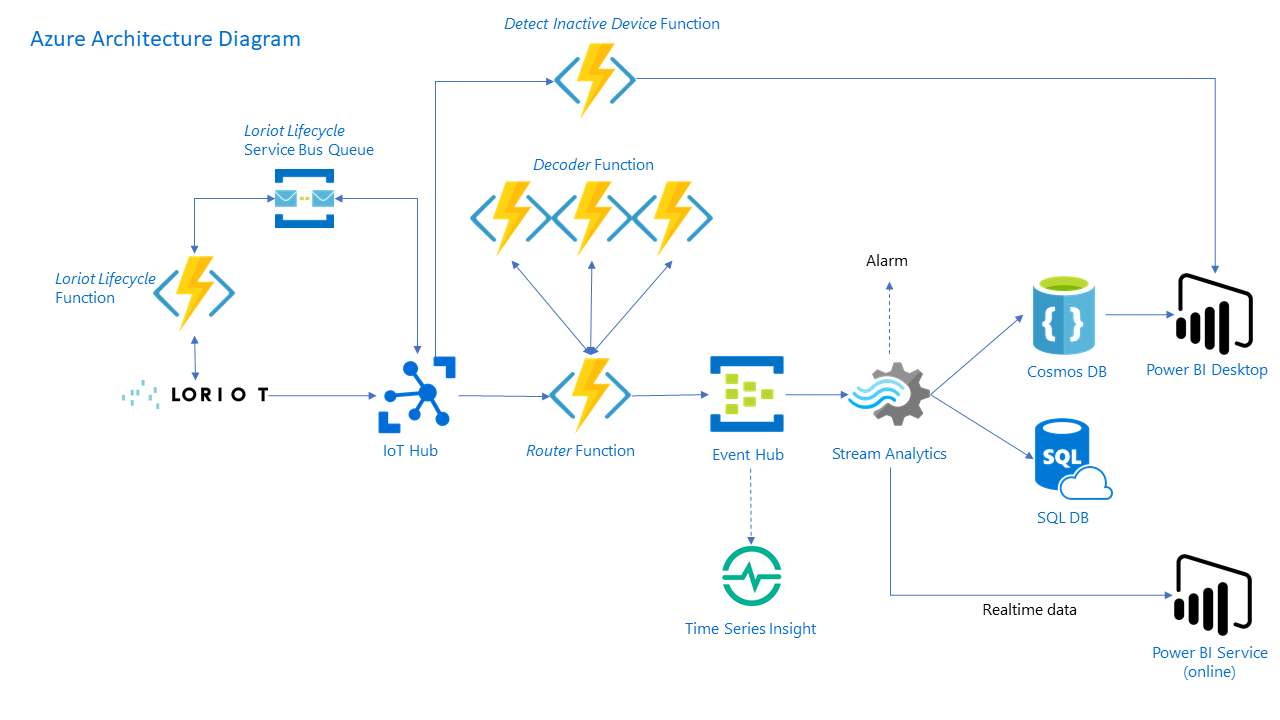 Azure Architecture Diagram
Detect Inactive Device Function
Loriot Lifecycle
Service Bus Queue
Decoder Function
Loriot Lifecycle
Function
Alarm
LORIOT
IoT Hub
Router Function
Event Hub
Stream Analytics
{ }
Cosmos DB
Power BI Desktop
SQL
SQL DB
Time Series Insight
Realtime data
Power BI Service
(online)